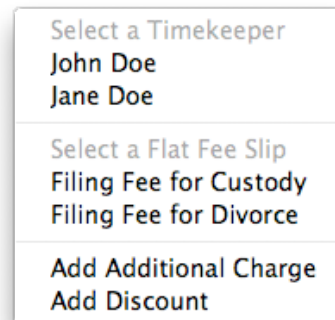 Select a Timekeeper
John Doe
Jane Doe
Select a Flat Fee Slip
Filing Fee for Custody
Filing Fee for Divorce
Add Additional Charge
Add Discount